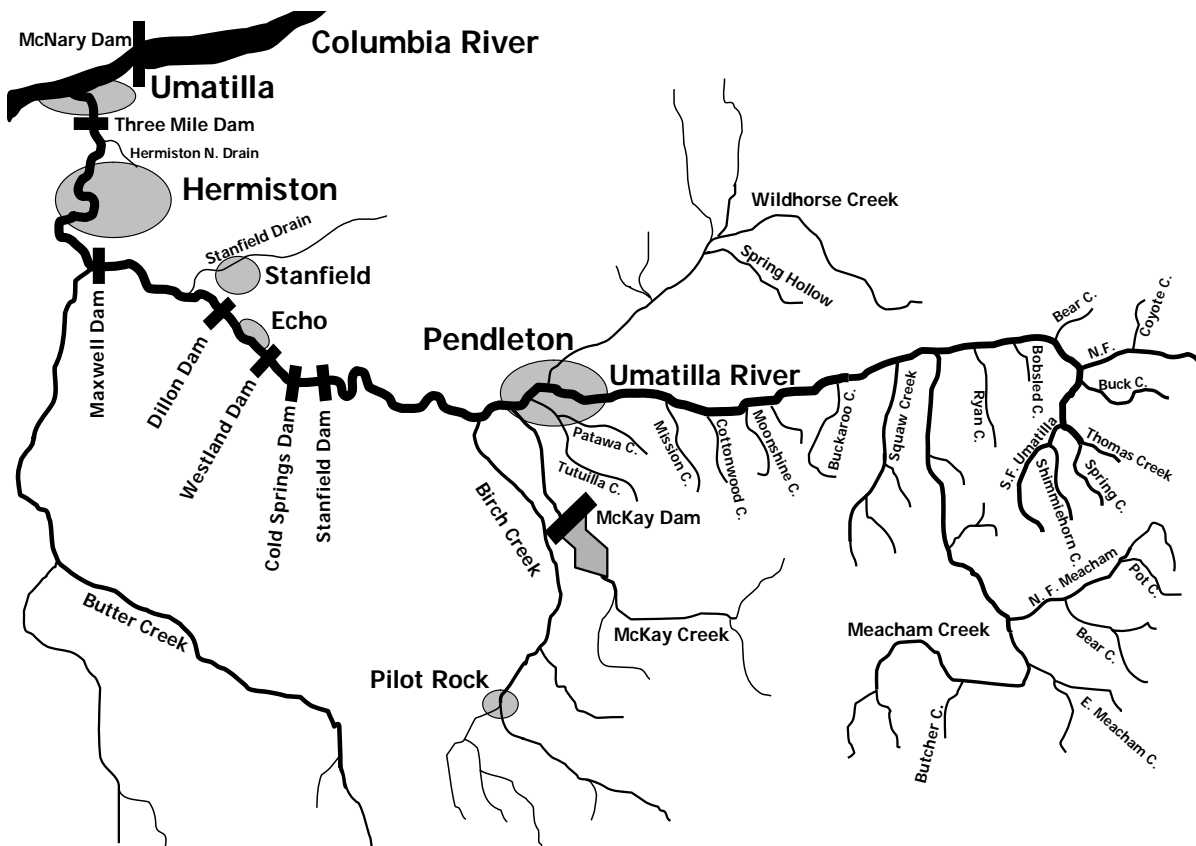 McNary Dam
Columbia River
Umatilla
Three Mile Dam
Hermiston N. Drain
Hermiston
Wildhorse Creek
Stanfield Drain
Spring Hollow
Stanfield
Bear C.
Coyote C.
Maxwell Dam
Echo
Dillon Dam
Pendleton
Umatilla River
N.F.
Bobsled C.
Buck C.
Westland Dam
Cold Springs Dam
Stanfield Dam
Patawa C.
Tutuilla C.
Mission C.
Cottonwood C.
Moonshine C.
Buckaroo C.
Squaw Creek
Ryan C.
S.F. Umatilla
Shimmiehorn C.
Thomas Creek
Spring C.
Birch Creek
McKay Dam
N. F. Meacham
Pot C.
Butter Creek
McKay Creek
Meacham Creek
Bear C.
Pilot Rock
Butcher C.
E. Meacham C.